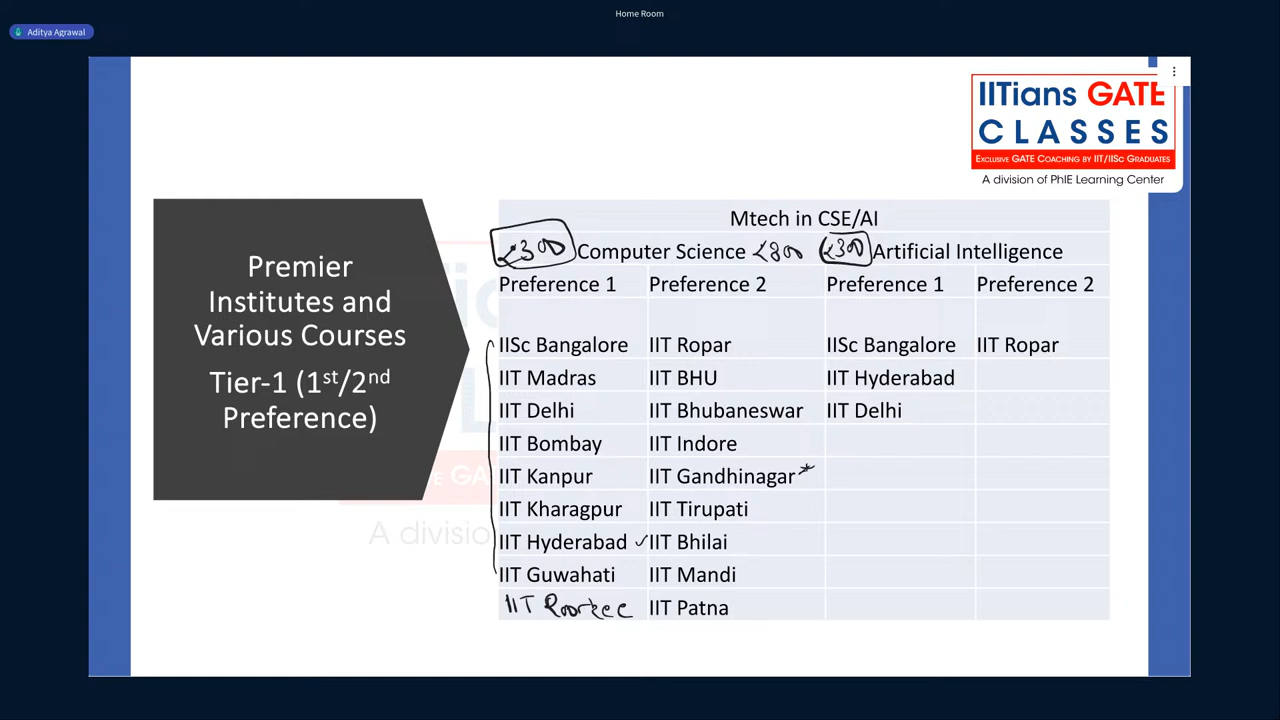 Home Room
Aditya Agrawal
IITians GATE
CLASSES
EXCLUSIVE GATE COACHING BY IIT/IISC GRADUATES
A division of PhIE Learning Center
Premier
Institutes and
Various Courses
Tier-1 (1st/2nd
Preference)
Mtech in CSE/AI
<300 Computer Science <800 <300 Artificial Intelligence
Preference 1 Preference 2 Preference 1 Preference 2
IISc Bangalore IIT Ropar IISc Bangalore IIT Ropar
IIT Madras IIT BHU IIT Hyderabad
IIT Delhi IIT Bhubaneswar IIT Delhi
IIT Bombay IIT Indore
IIT Kanpur IIT Gandhinagar*
IIT Kharagpur IIT Tirupati
IIT Hyderabad ✓ IIT Bhilai
IIT Guwahati IIT Mandi
IIT Roorkee IIT Patna
A division